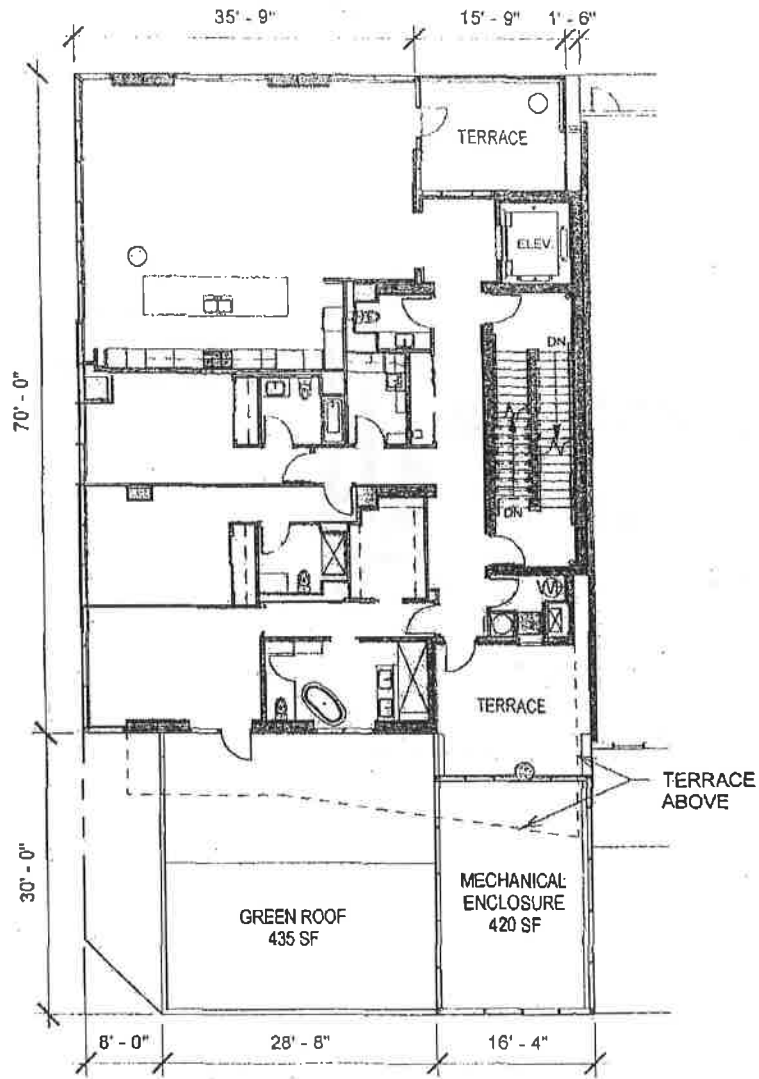 35' - 9"
15' - 9"
1' - 6"
TERRACE
ELEV.
DN
70' - 0"
DN
W/D
TERRACE
TERRACE
ABOVE
30' - 0"
GREEN ROOF
435 SF
MECHANICAL
ENCLOSURE
420 SF
8' - 0"
28' - 8"
16' - 4"